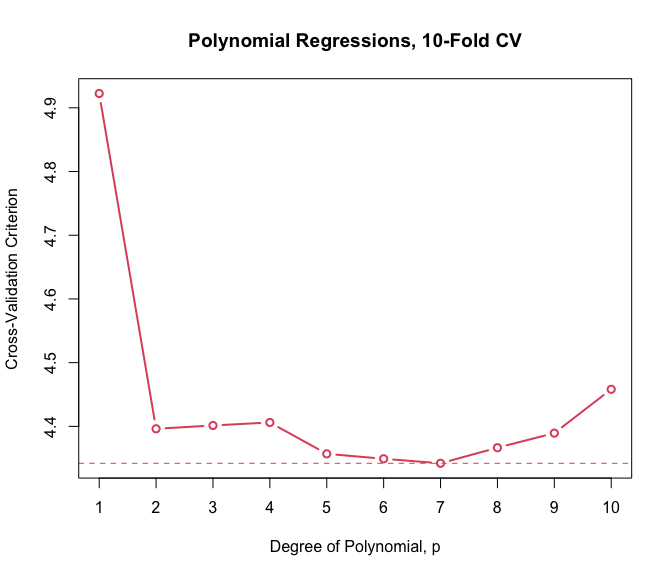 Polynomial Regressions, 10-Fold CV
Cross-Validation Criterion
4.9
4.8
4.7
4.6
4.5
4.4
1 2 3 4 5 6 7 8 9 10
Degree of Polynomial, p